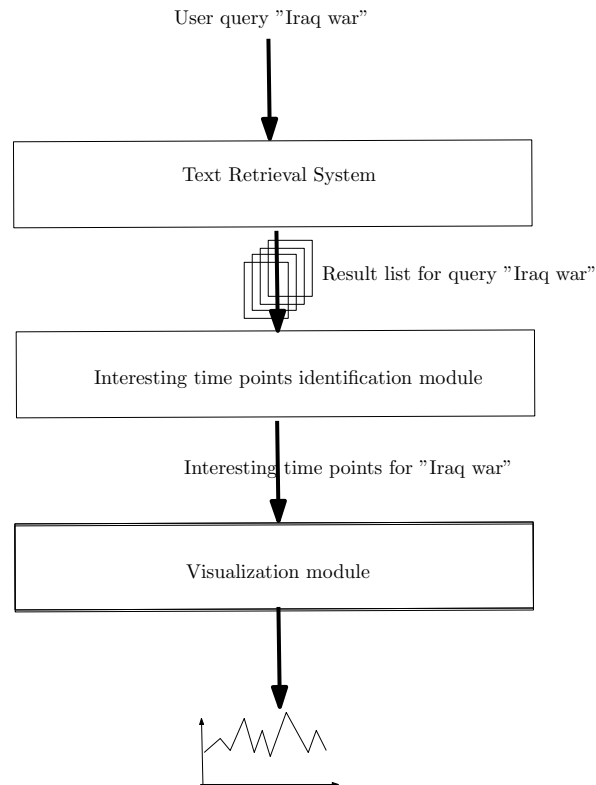 User query "Iraq war"
Text Retrieval System
Result list for query "Iraq war"
Interesting time points identification module
Interesting time points for "Iraq war"
Visualization module